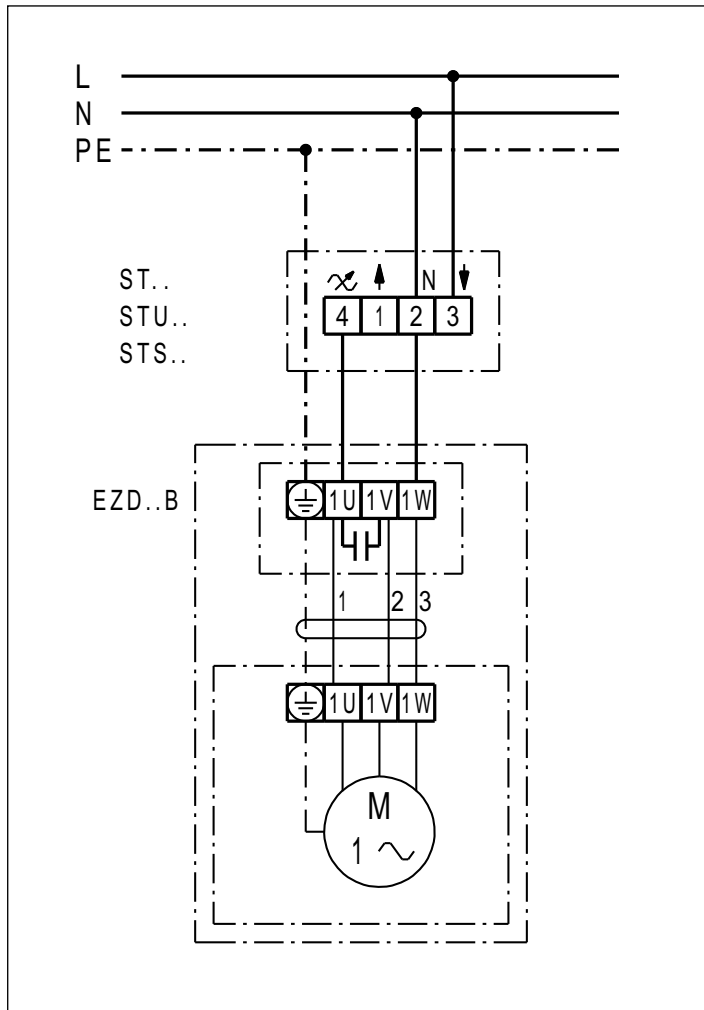 L
N
PE
ST..
STU..
STS..
N
4 1 2 3
EZD..B
1U 1V 1W
1 2 3
1U 1V 1W
M
1